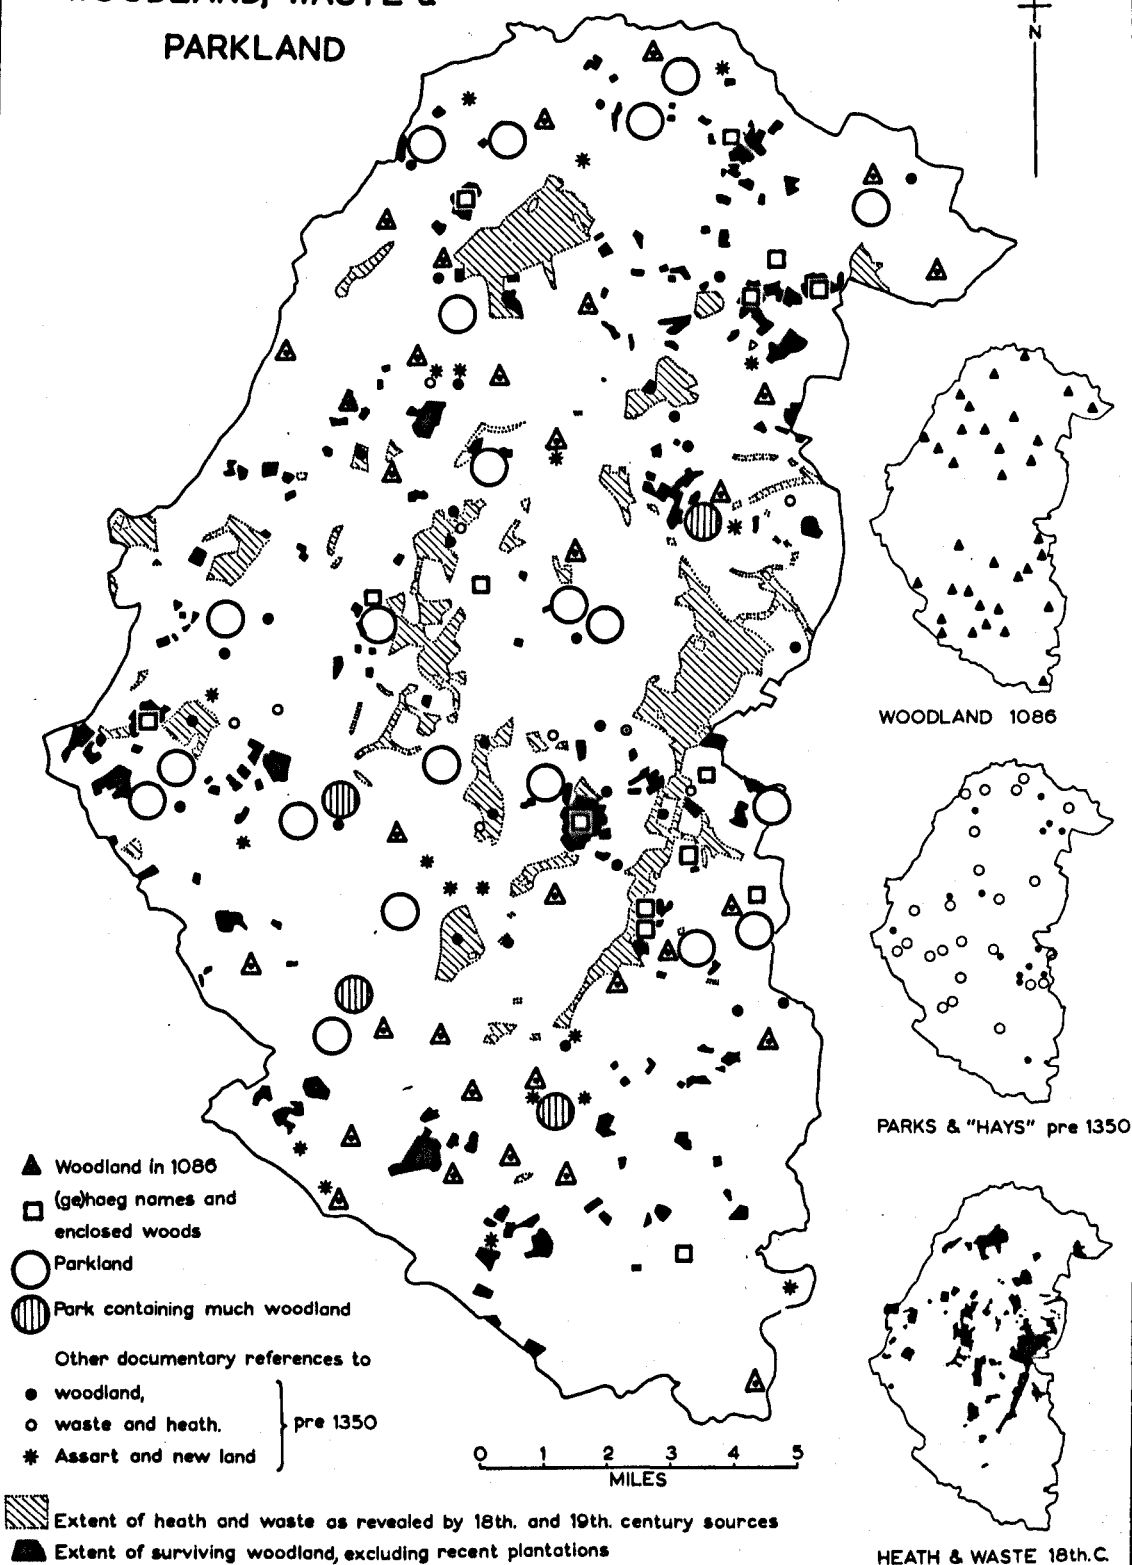 WOODLAND, WASTE &
PARKLAND
N
WOODLAND 1086
PARKS & "HAYS" pre 1350
HEATH & WASTE 18th.C.
Woodland in 1086
(ge)haeg names and
enclosed woods
Parkland
Park containing much woodland
Other documentary references to
woodland,
waste and heath.
pre 1350
Assart and new land
0 1 2 3 4 5
MILES
Extent of heath and waste as revealed by 18th. and 19th. century sources
Extent of surviving woodland, excluding recent plantations